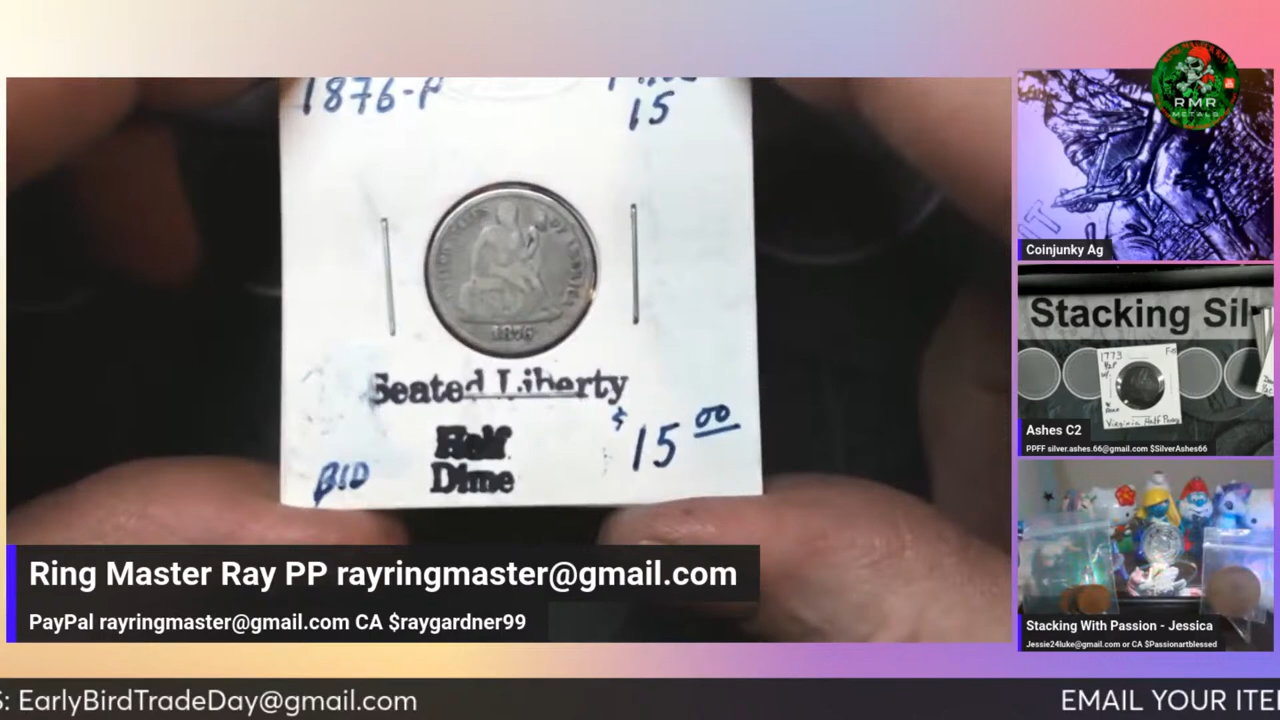 1876-P
15
1876
Seated Liberty
$15 00
Half
Dime
BID
Ring Master Ray PP rayringmaster@gmail.com
PayPal rayringmaster@gmail.com CA $raygardner99
RMR
METALS
Coinjunky Ag
Stacking Sil
1773
Virginia Half Penny
Ashes C2
PPFF silver.ashes.66@gmail.com $SilverAshes66
Stacking With Passion - Jessica
Jessie24luke@gmail.com or CA $Passionartblessed
S: EarlyBirdTradeDay@gmail.com
EMAIL YOUR ITE